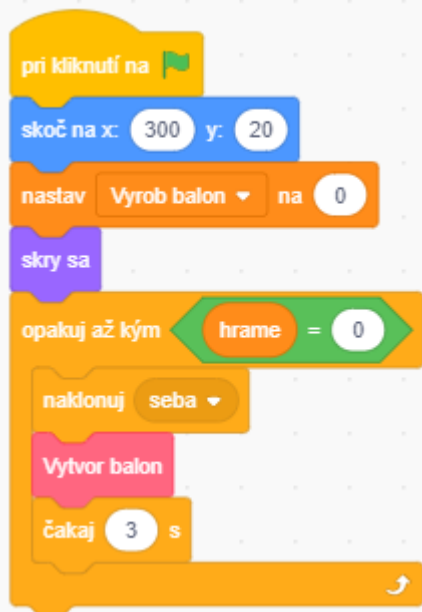 pri kliknutí na
skoč na x: 300 y: 20
nastav Vyrob balon na 0
skry sa
opakuj až kým hrame = 0
naklonuj seba
Vytvor balon
čakaj 3 s